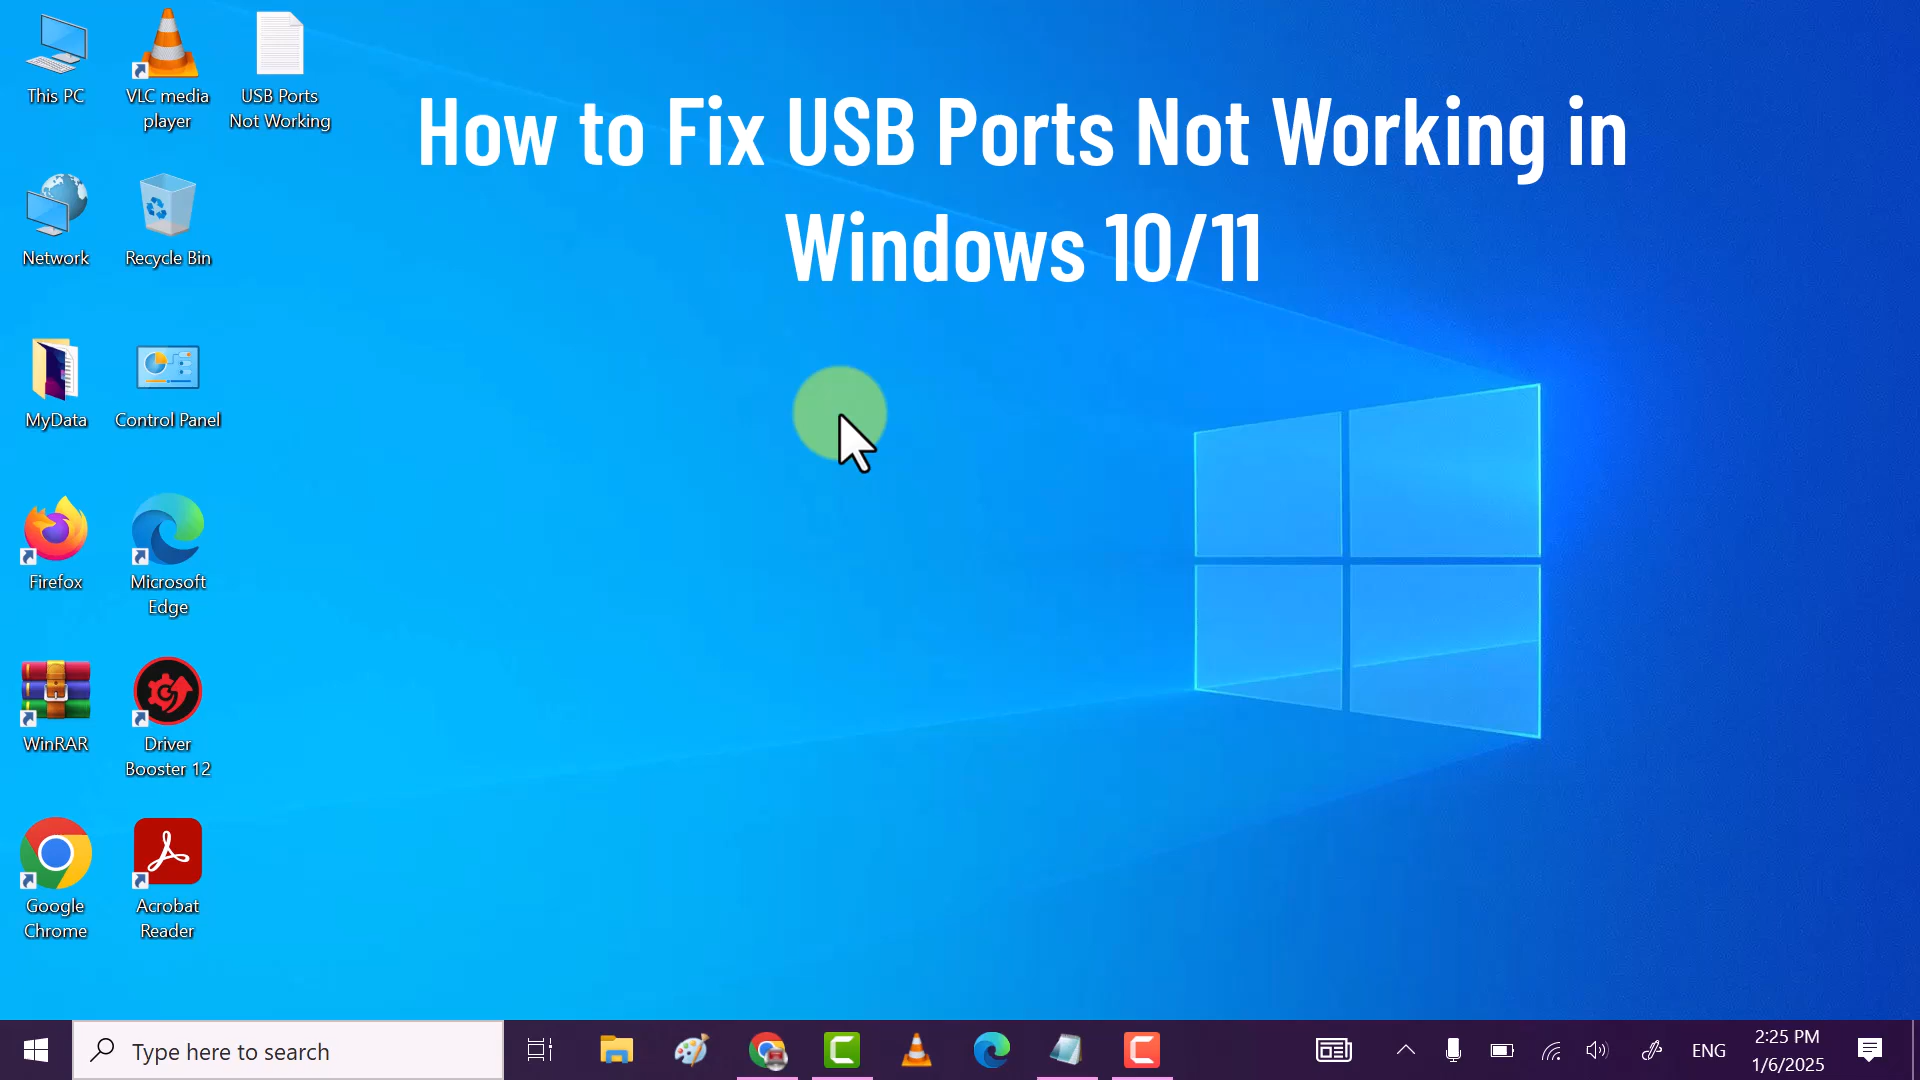 How to Fix USB Ports Not Working in
Windows 10/11
This PC
VLC media
player
USB Ports
Not Working
Network
Recycle Bin
MyData
Control Panel
Firefox
Microsoft
Edge
WinRAR
Driver
Booster 12
Google
Chrome
Acrobat
Reader
Type here to search
ENG
2:25 PM
1/6/2025